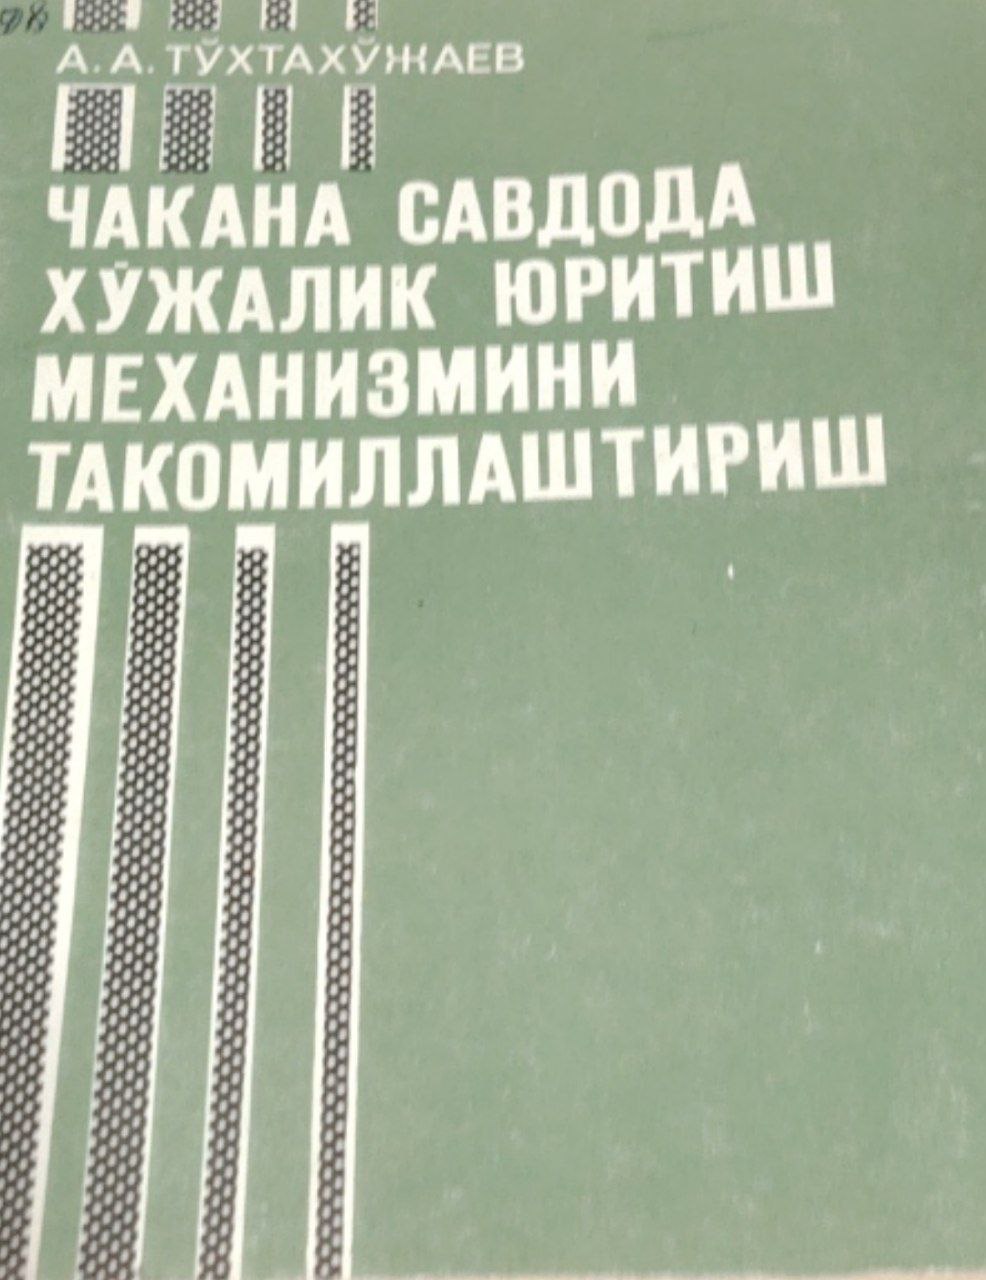 А. А. ТЎХТАХЎЖАЕВ
ЧАКАНА САВДОДА
ХЎЖАЛИК ЮРИТИШ
МЕХАНИЗМИНИ
ТАКОМИЛЛАШТИРИШ